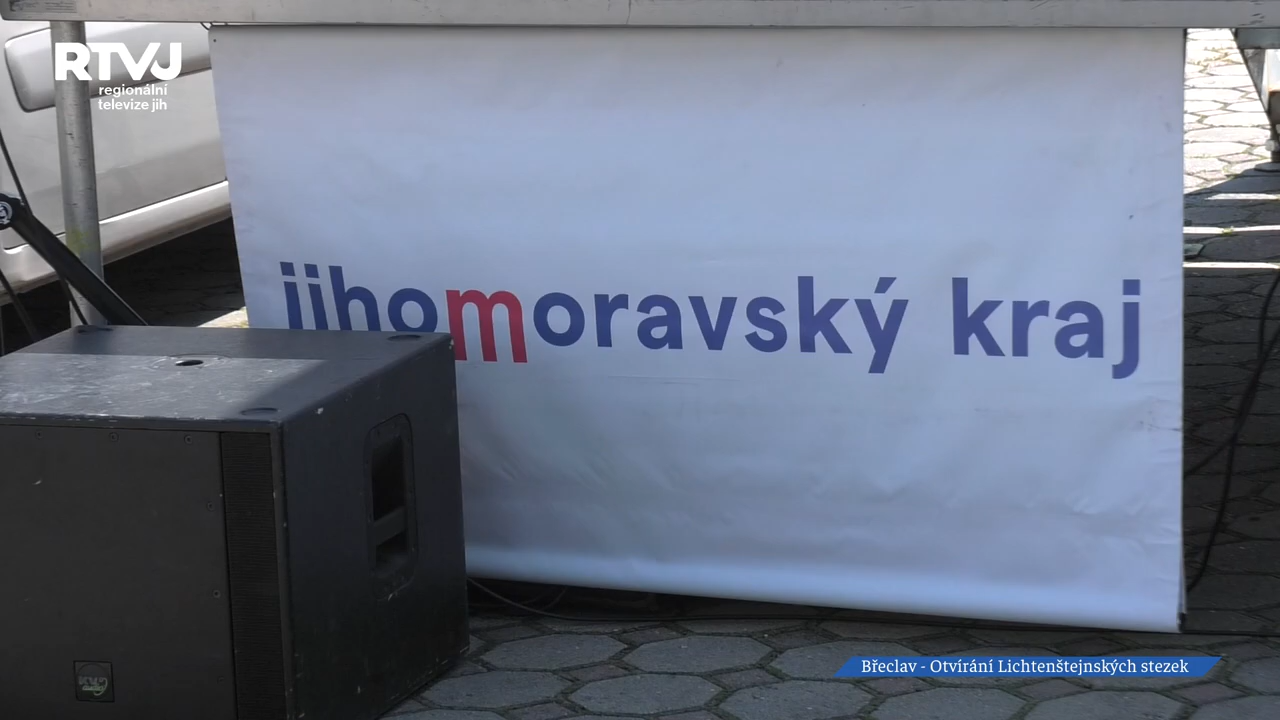 RTVJ
regionální
televize jih
jihomoravský kraj
Břeclav - Otvírání Lichtenštejnských stezek